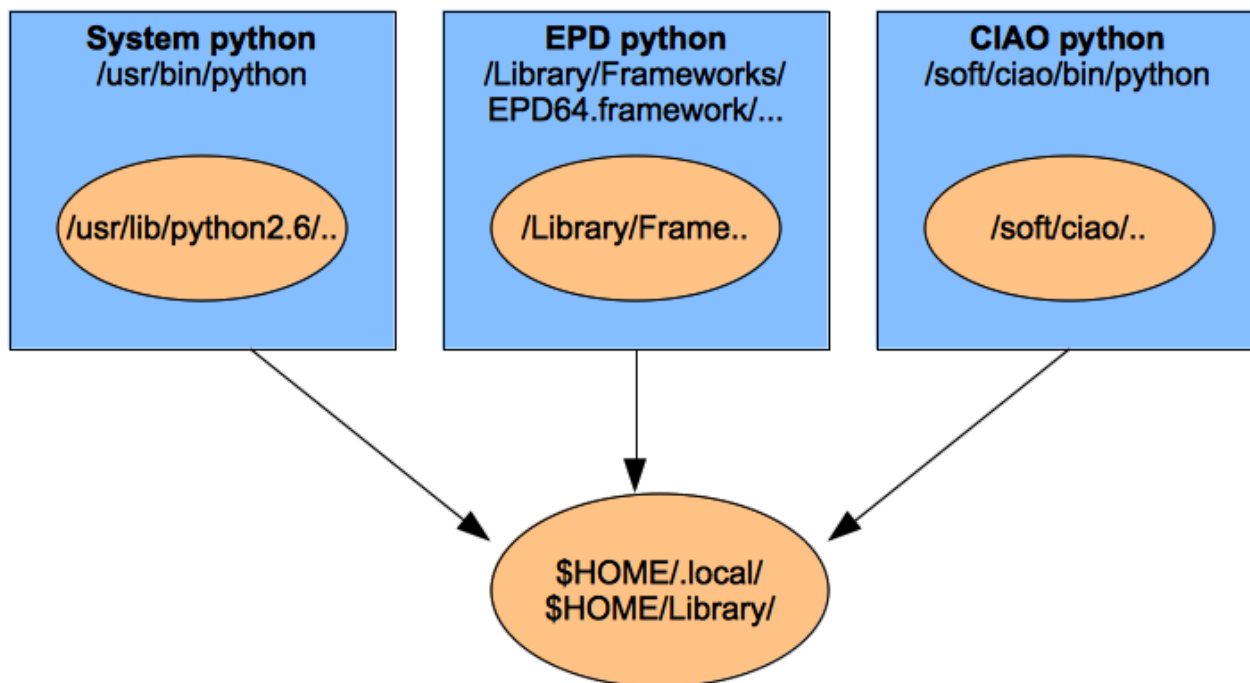 System python
/usr/bin/python
/usr/lib/python2.6/..
EPD python
/Library/Frameworks/
EPD64.framework/...
/Library/Frame..
CIAO python
/soft/ciao/bin/python
/soft/ciao/..
$HOME/.local/
$HOME/Library/